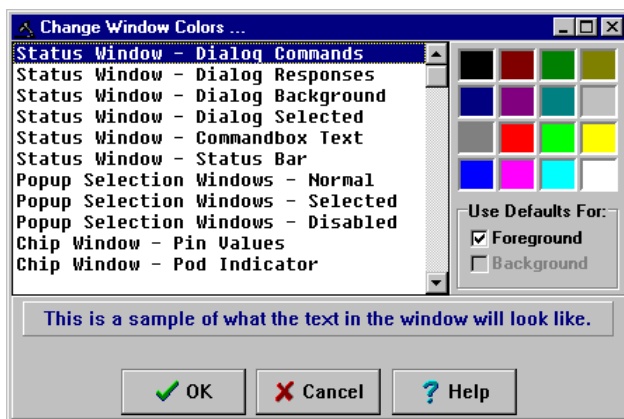 Change Window Colors ...
Status Window - Dialog Commands
Status Window - Dialog Responses
Status Window - Dialog Background
Status Window - Dialog Selected
Status Window - Commandbox Text
Status Window - Status Bar
Popup Selection Windows - Normal
Popup Selection Windows - Selected
Popup Selection Windows - Disabled
Chip Window - Pin Values
Chip Window - Pod Indicator
Use Defaults For:
Foreground
Background
This is a sample of what the text in the window will look like.
OK Cancel ? Help